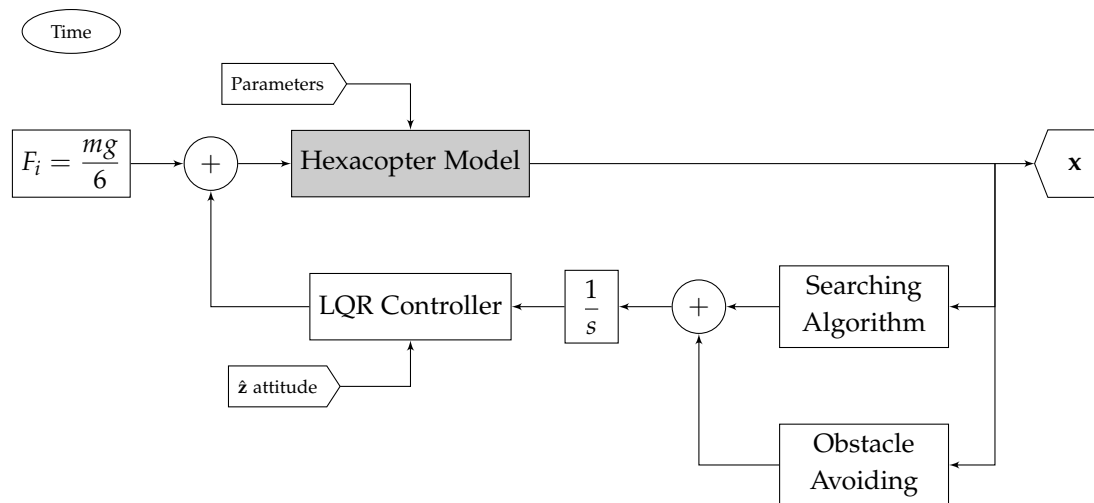 Time
Parameters
F_i = mg/6
+
Hexacopter Model
x
LQR Controller
1/s
+
Searching
Algorithm
ẑ attitude
Obstacle
Avoiding